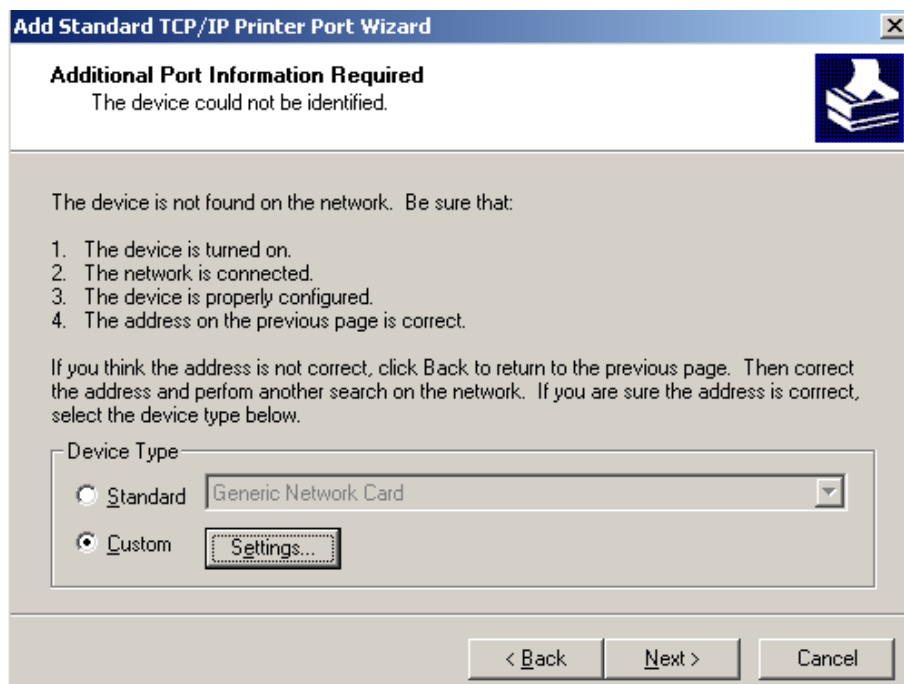 Add Standard TCP/IP Printer Port Wizard
Additional Port Information Required
The device could not be identified.
The device is not found on the network.  Be sure that:
1.  The device is turned on.
2.  The network is connected.
3.  The device is properly configured.
4.  The address on the previous page is correct.
If you think the address is not correct, click Back to return to the previous page.  Then correct
the address and perfom another search on the network.  If you are sure the address is corrrect,
select the device type below.
Device Type
Standard Generic Network Card
Custom Settings...
< Back Next > Cancel